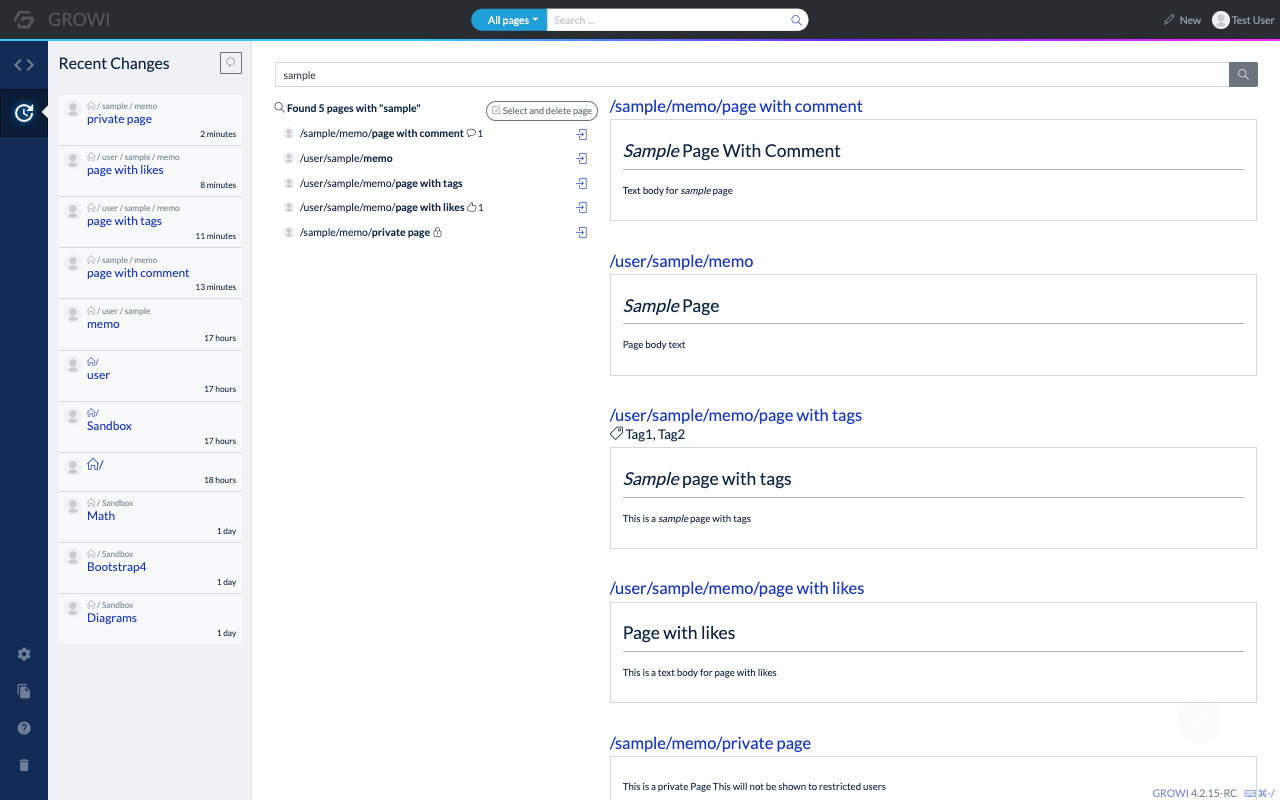 GROWI
All pages
Search ...
New
Test User
Recent Changes
/ sample / memo
private page
2 minutes
/ user / sample / memo
page with likes
8 minutes
/ user / sample / memo
page with tags
11 minutes
/ sample / memo
page with comment
13 minutes
/ user / sample
memo
17 hours
/
user
17 hours
/
Sandbox
17 hours
/
18 hours
/ Sandbox
Math
1 day
/ Sandbox
Bootstrap4
1 day
/ Sandbox
Diagrams
1 day
sample
Found 5 pages with "sample"
Select and delete page
/sample/memo/page with comment 1
/user/sample/memo
/user/sample/memo/page with tags
/user/sample/memo/page with likes 1
/sample/memo/private page
/sample/memo/page with comment
Sample Page With Comment
Text body for sample page
/user/sample/memo
Sample Page
Page body text
/user/sample/memo/page with tags
Tag1, Tag2
Sample page with tags
This is a sample page with tags
/user/sample/memo/page with likes
Page with likes
This is a text body for page with likes
/sample/memo/private page
This is a private Page This will not be shown to restricted users
GROWI 4.2.15-RC ⌘-/